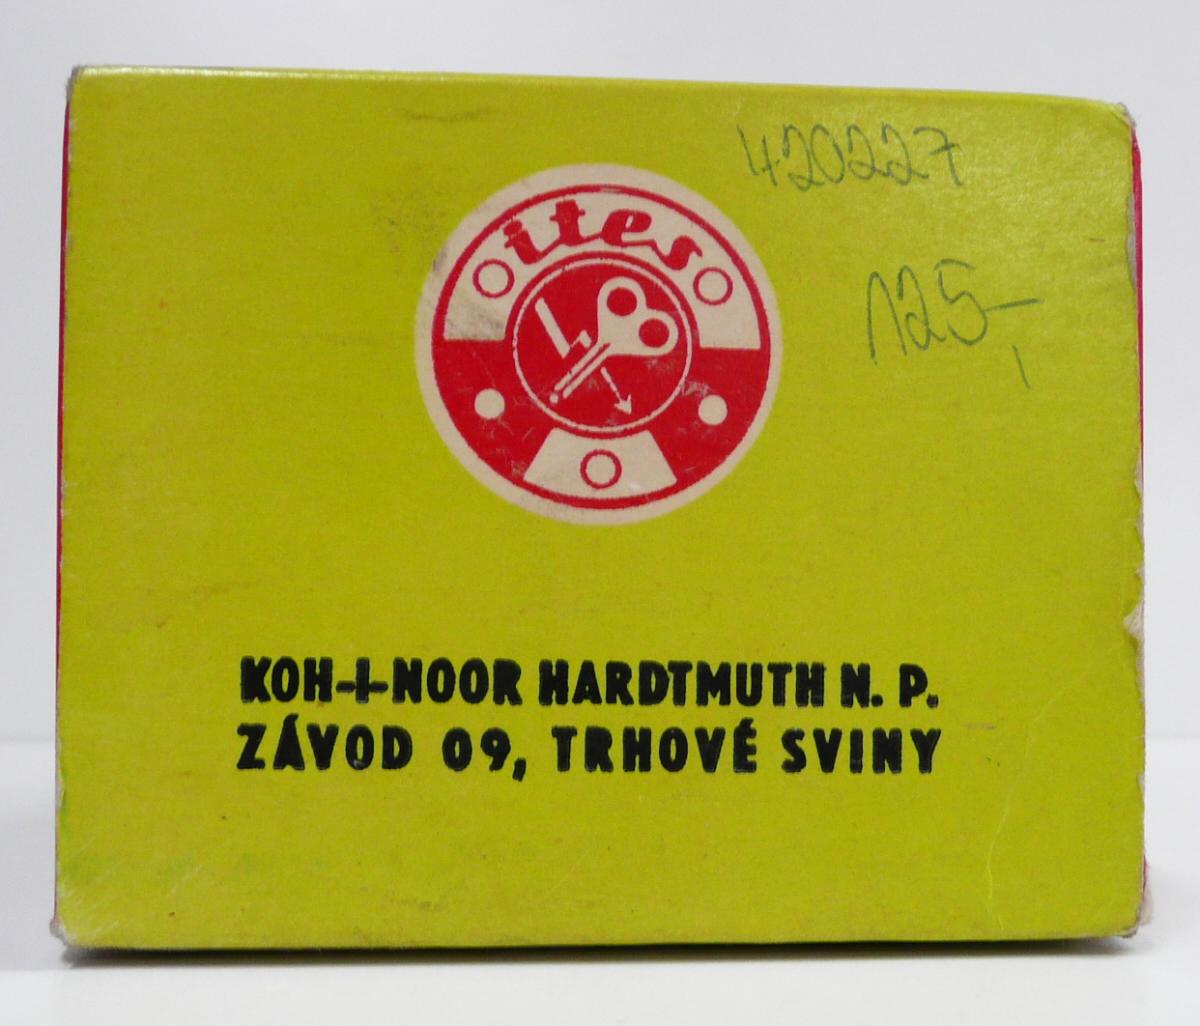 420227
ites
125,-
KOH-I-NOOR HARDTMUTH N. P.
ZÁVOD 09, TRHOVÉ SVINY